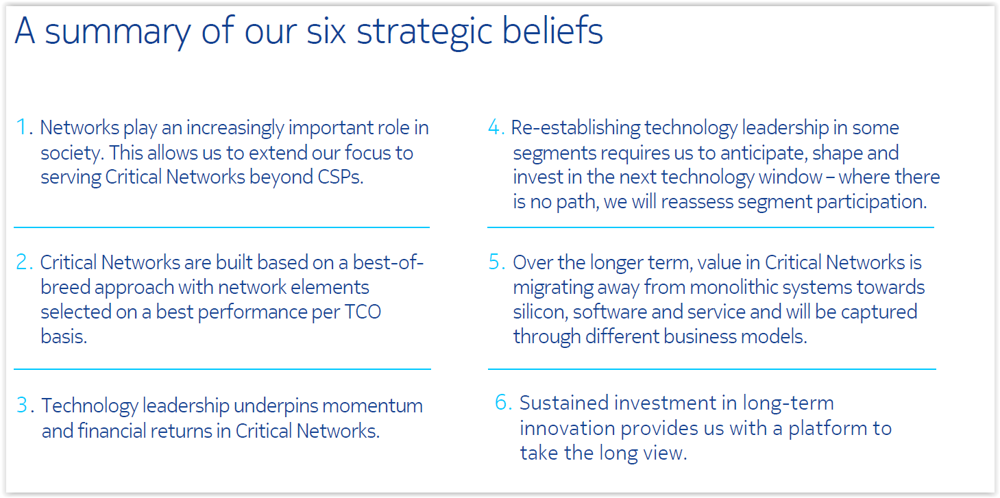 A summary of our six strategic beliefs
1. Networks play an increasingly important role in
society. This allows us to extend our focus to
serving Critical Networks beyond CSPs.
2. Critical Networks are built based on a best-of-
breed approach with network elements
selected on a best performance per TCO
basis.
3. Technology leadership underpins momentum
and financial returns in Critical Networks.
4. Re-establishing technology leadership in some
segments requires us to anticipate, shape and
invest in the next technology window – where there
is no path, we will reassess segment participation.
5. Over the longer term, value in Critical Networks is
migrating away from monolithic systems towards
silicon, software and service and will be captured
through different business models.
6. Sustained investment in long-term
innovation provides us with a platform to
take the long view.